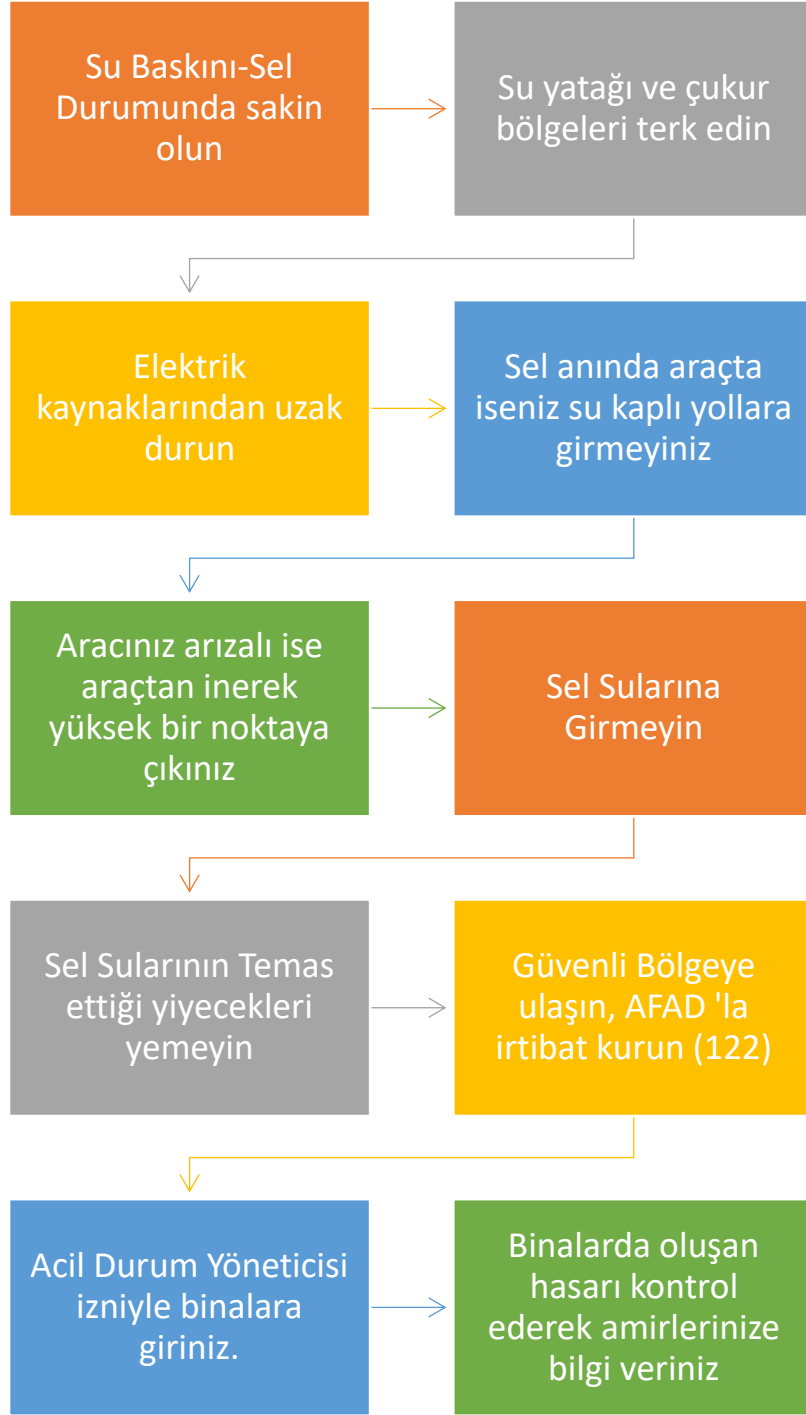 Su Baskını-Sel
Durumunda sakin
olun
Su yatağı ve çukur
bölgeleri terk edin
Elektrik
kaynaklarından uzak
durun
Sel anında araçta
iseniz su kaplı yollara
girmeyiniz
Aracınız arızalı ise
araçtan inerek
yüksek bir noktaya
çıkınız
Sel Sularına
Girmeyin
Sel Sularının Temas
ettiği yiyecekleri
yemeyin
Güvenli Bölgeye
ulaşın, AFAD 'la
irtibat kurun (122)
Acil Durum Yöneticisi
izniyle binalara
giriniz.
Binalarda oluşan
hasarı kontrol
ederek amirlerinize
bilgi veriniz